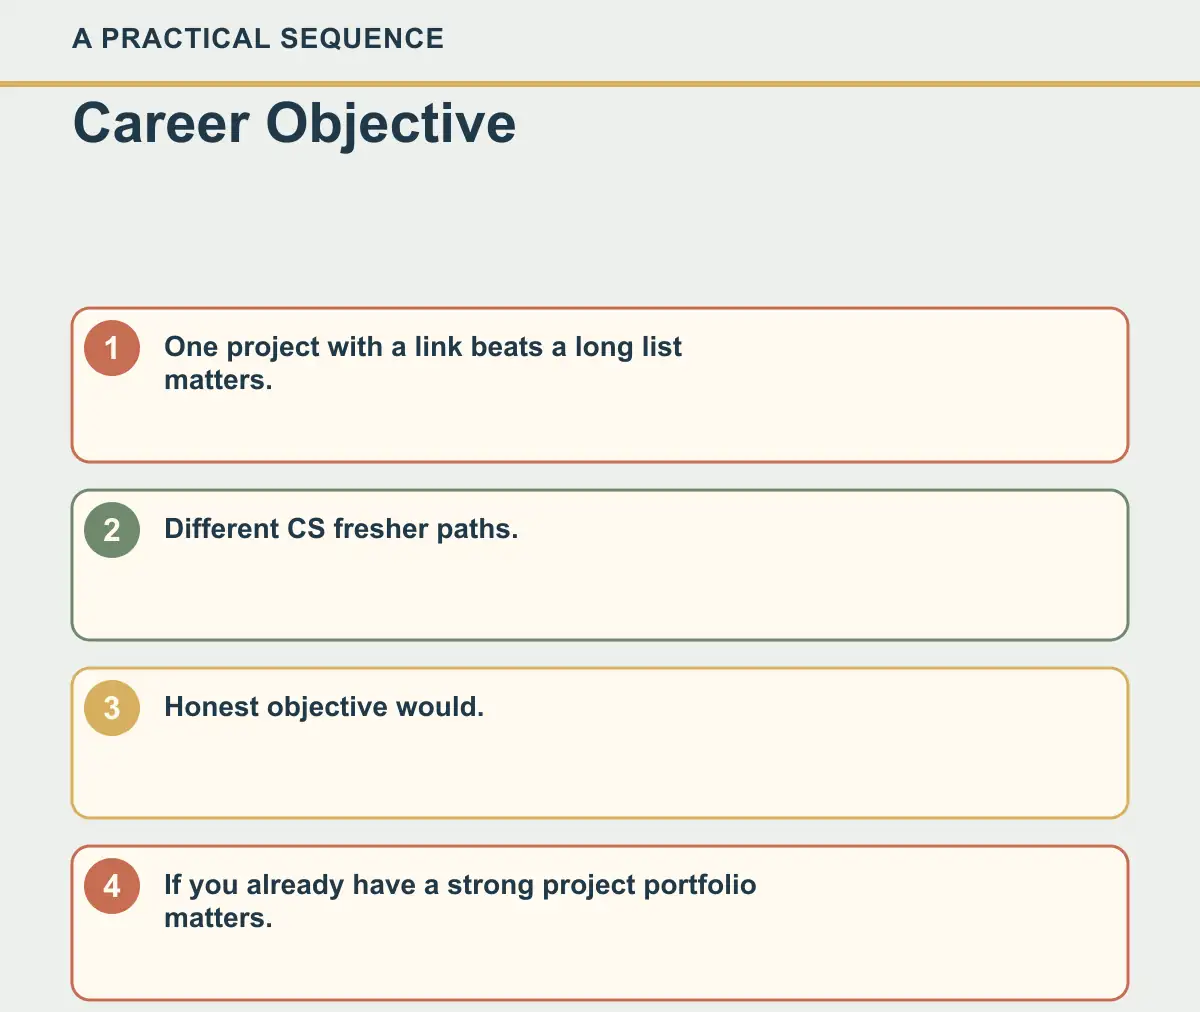 A PRACTICAL SEQUENCE
Career Objective
1
One project with a link beats a long list
matters.
2
Different CS fresher paths.
3
Honest objective would.
4
If you already have a strong project portfolio
matters.